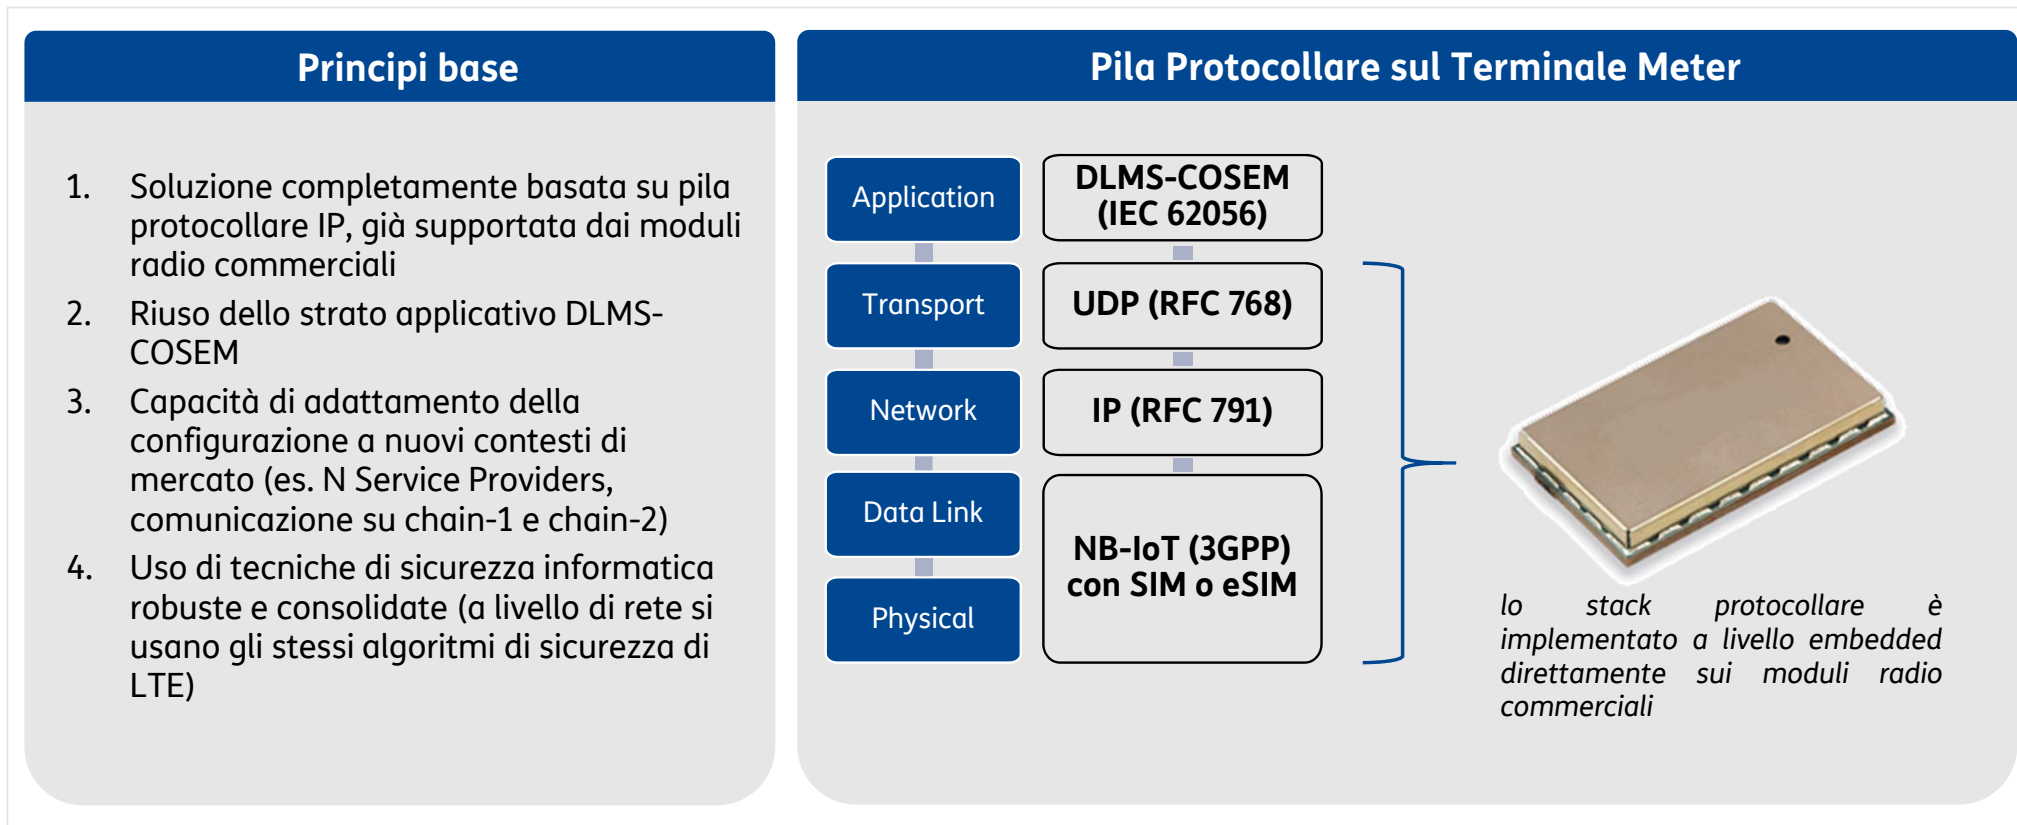 Principi base
1. Soluzione completamente basata su pila
protocollare IP, già supportata dai moduli
radio commerciali
2. Riuso dello strato applicativo DLMS-
COSEM
3. Capacità di adattamento della
configurazione a nuovi contesti di
mercato (es. N Service Providers,
comunicazione su chain-1 e chain-2)
4. Uso di tecniche di sicurezza informatica
robuste e consolidate (a livello di rete si
usano gli stessi algoritmi di sicurezza di
LTE)
Pila Protocollare sul Terminale Meter
Application
DLMS-COSEM
(IEC 62056)
Transport
UDP (RFC 768)
Network
IP (RFC 791)
Data Link
Physical
NB-IoT (3GPP)
con SIM o eSIM
lo stack protocollare è
implementato a livello embedded
direttamente sui moduli radio
commerciali